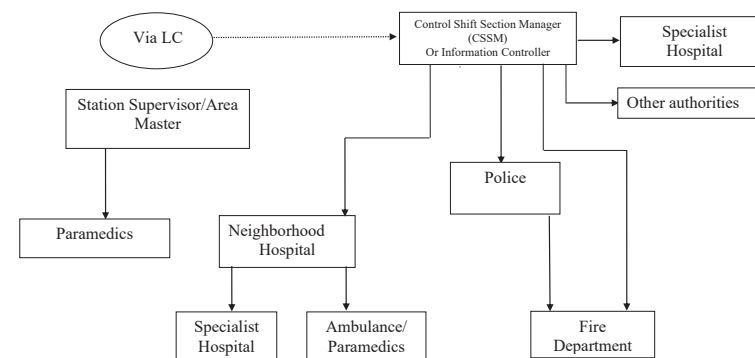 Via LC
Control Shift Section Manager
(CSSM)
Or Information Controller
Specialist
Hospital
Station Supervisor/Area
Master
Other authorities
Police
Paramedics
Neighborhood
Hospital
Specialist
Hospital
Ambulance/
Paramedics
Fire
Department